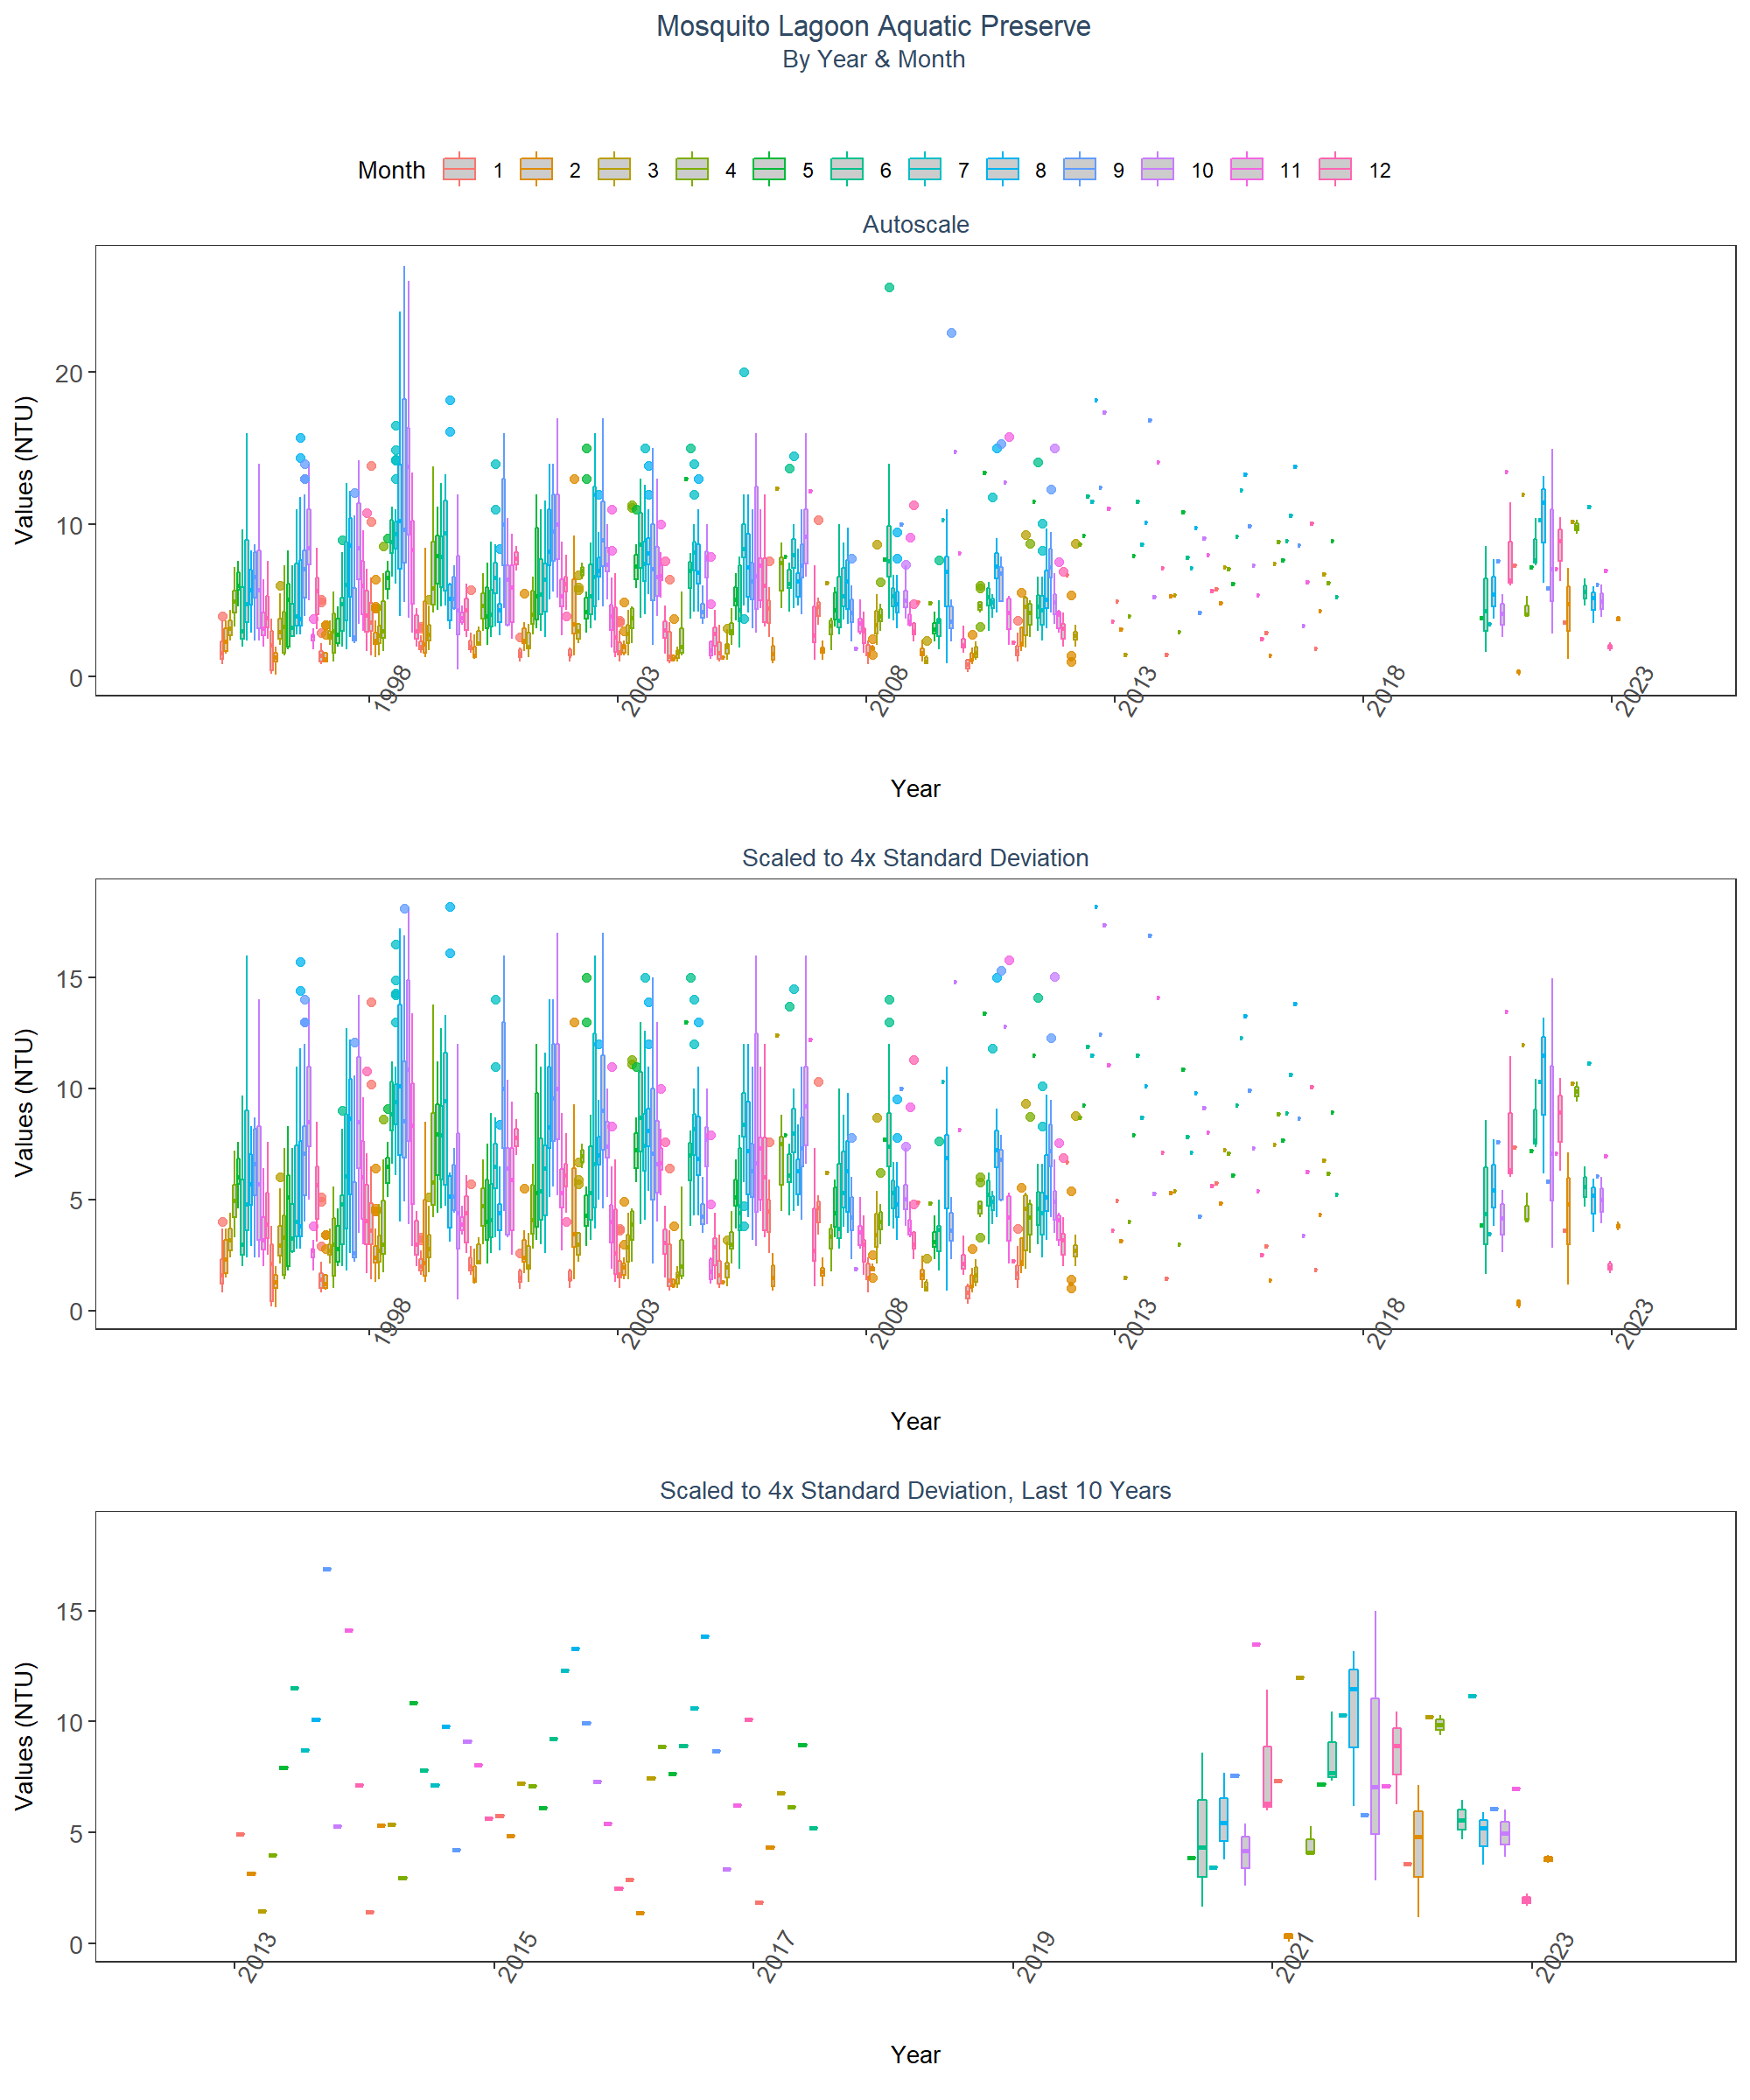 Mosquito Lagoon Aquatic Preserve
By Year & Month
Month 1 2 3 4 5 6 7 8 9 10 11 12
Autoscale
Values (NTU)
20
10
0
1998 2003 2008 2013 2018 2023
Year
Scaled to 4x Standard Deviation
Values (NTU)
15
10
5
0
1998 2003 2008 2013 2018 2023
Year
Scaled to 4x Standard Deviation, Last 10 Years
Values (NTU)
15
10
5
0
2013 2015 2017 2019 2021 2023
Year